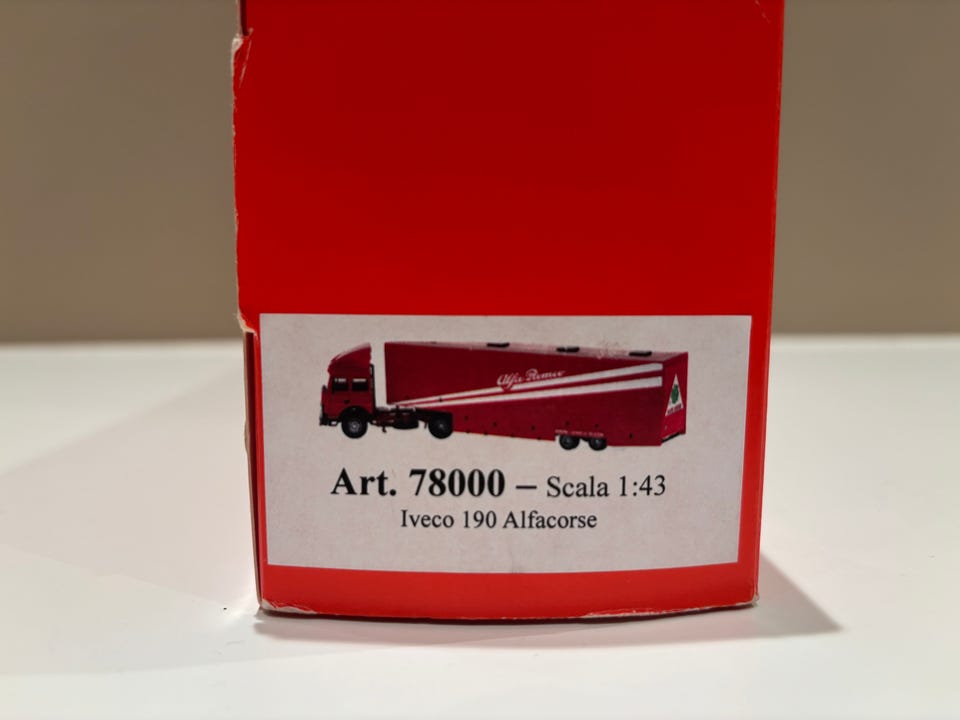 Alfa Romeo
Art. 78000 – Scala 1:43
Iveco 190 Alfacorse